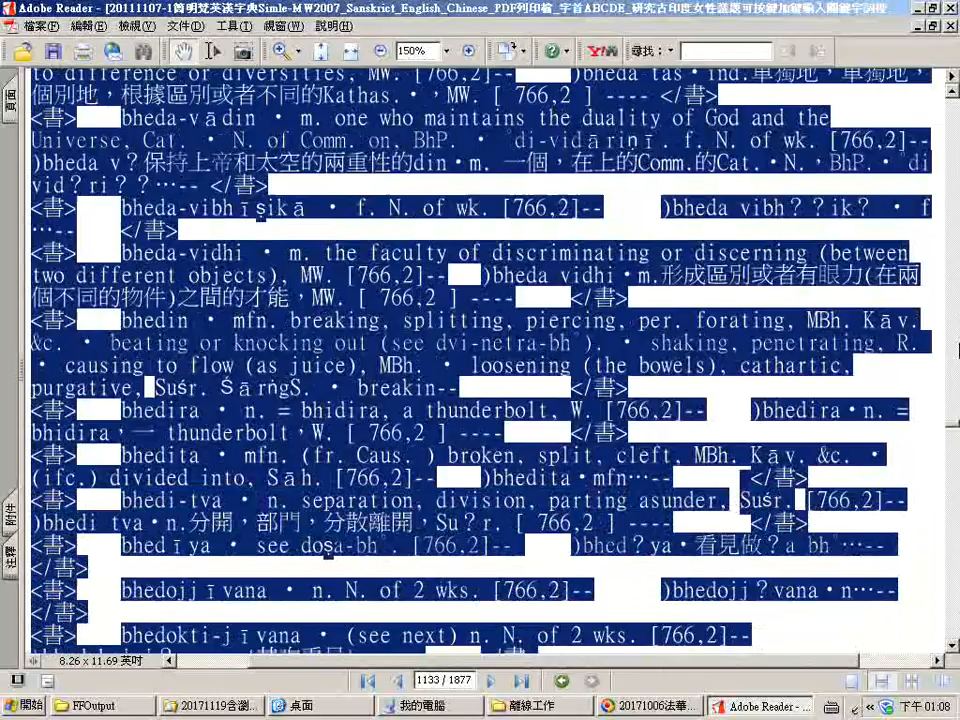 Adobe Reader - [20111107-1簡明梵英漢字典Simle-MW2007_Sanskrict_English_Chinese_PDF列印檔_字首ABCDE_研究古印度女性議題可按鍵加鍵輸入關鍵字詞搜
檔案(F) 編輯(E) 檢視(V) 文件(D) 工具(T) 視窗(W) 說明(H)
150% 尋找：
頁面
to difference or diversities, MW. [766,2]-- )bheda tas・ind.單獨地，單獨地，
個別地，根據區別或者不同的Kathas.・，MW. [ 766,2 ] ---- </書>
<書> bheda-vādin ・ m. one who maintains the duality of God and the
Universe, Cat. ・ N. of Comm. on, BhP. ・ °di-vidāriṇī. f. N. of wk. [766,2]--
)bheda v?保持上帝和太空的兩重性的din・m. 一個，在上的Comm.的Cat.・N.，BhP.・°di
vid?ri??…-- </書>
<書> bheda-vibhīṣikā ・ f. N. of wk. [766,2]-- )bheda vibh??ik?・ f
…-- </書>
<書> bheda-vidhi ・ m. the faculty of discriminating or discerning (between
two different objects), MW. [766,2]-- )bheda vidhi・m.形成區別或者有眼力(在兩
個不同的物件)之間的才能，MW. [ 766,2 ] ---- </書>
<書> bhedin ・ mfn. breaking, splitting, piercing, per. forating, MBh. Kāv.
&c. ・ beating or knocking out (see dvi-netra-bh°). ・ shaking, penetrating, R.
・ causing to flow (as juice), MBh. ・ loosening (the bowels), cathartic,
purgative, Suśr. ŚārṅgS. ・ breakin-- </書>
<書> bhedira ・ n. = bhidira, a thunderbolt, W. [766,2]-- )bhedira・n. =
bhidira，一 thunderbolt，W. [ 766,2 ] ---- </書>
<書> bhedita ・ mfn. (fr. Caus. ) broken, split, cleft, MBh. Kāv. &c. ・
(ifc.) divided into, Sāh. [766,2]-- )bhedita・mfn…-- </書>
<書> bhedi-tva ・ n. separation, division, parting asunder, Suśr. [766,2]--
)bhedi tva・n.分開，部門，分散離開，Su?r. [ 766,2 ] ---- </書>
<書> bhedīya ・ see doṣa-bh°. [766,2]-- )bhed?ya・看見做?a bh°…--
</書>
<書> bhedojjīvana ・ n. N. of 2 wks. [766,2]-- )bhedojj?vana・n…--
</書>
<書> bhedokti-jīvana ・ (see next) n. N. of 2 wks. [766,2]--
附件
注釋
8.26 x 11.69 英吋
1133 / 1877
開始 FFOutput 20171119含瀏... 桌面 我的電腦 離線工作 20171006法華... Adobe Reader - ... 下午 01:08